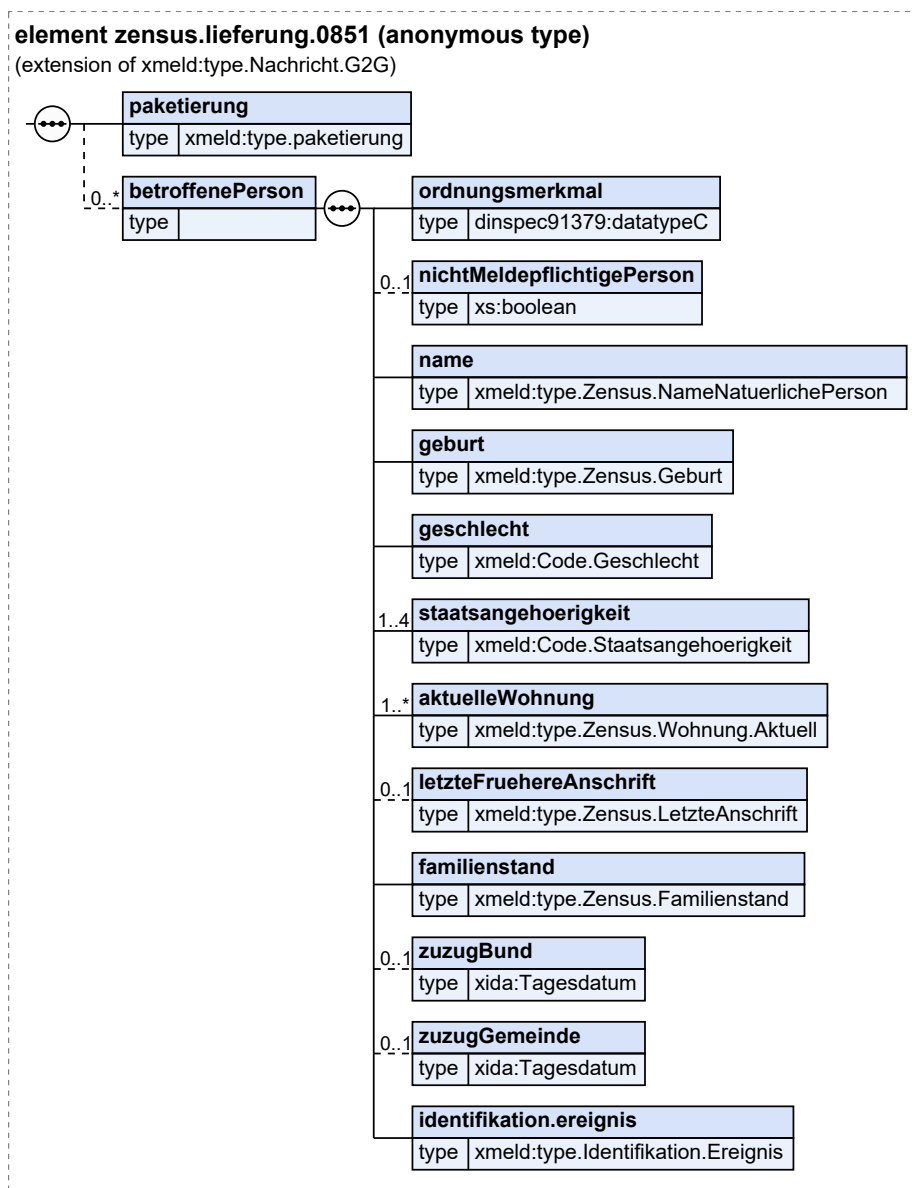 element zensus.lieferung.0851 (anonymous type)
(extension of xmeld:type.Nachricht.G2G)
paketierung
type xmeld:type.paketierung
0..* betroffenePerson
type
ordnungsmerkmal
type dinspec91379:datatypeC
0..1 nichtMeldepflichtigePerson
type xs:boolean
name
type xmeld:type.Zensus.NameNatuerlichePerson
geburt
type xmeld:type.Zensus.Geburt
geschlecht
type xmeld:Code.Geschlecht
1..4 staatsangehoerigkeit
type xmeld:Code.Staatsangehoerigkeit
1..* aktuelleWohnung
type xmeld:type.Zensus.Wohnung.Aktuell
0..1 letzteFruehereAnschrift
type xmeld:type.Zensus.LetzteAnschrift
familienstand
type xmeld:type.Zensus.Familienstand
0..1 zuzugBund
type xida:Tagesdatum
0..1 zuzugGemeinde
type xida:Tagesdatum
identifikation.ereignis
type xmeld:type.Identifikation.Ereignis